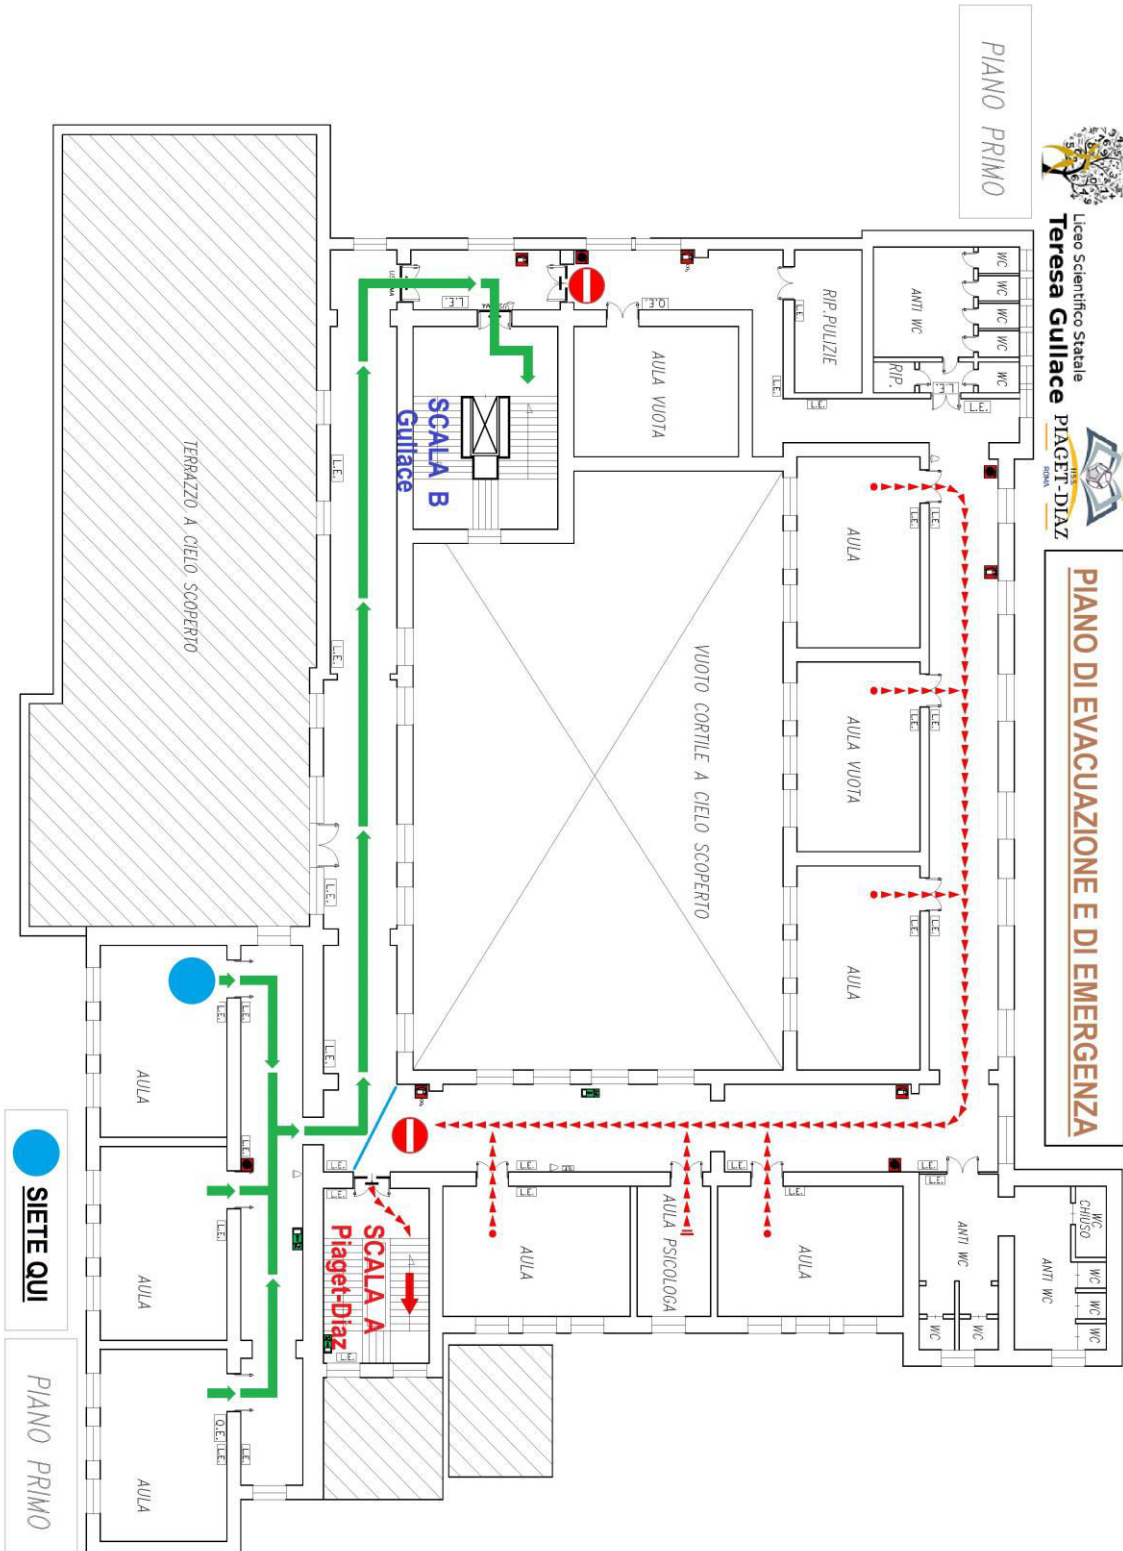 PIANO PRIMO
Liceo Scientifico Statale
Teresa Gullace
IISS
PIAGET-DIAZ
ROMA
PIANO DI EVACUAZIONE E DI EMERGENZA
WC
WC
WC
WC
WC
ANTI WC
RIP.
L.E.
L.E.
RIP.PULIZIE
L.E.
L.E.
L.E.
Q.E.
AULA VUOTA
L.E.
SCALA B
Gullace
TERRAZZO A CIELO SCOPERTO
L.E.
L.E.
L.E.
L.E.
VUOTO CORTILE A CIELO SCOPERTO
AULA
L.E.
L.E.
AULA VUOTA
L.E.
L.E.
AULA
L.E.
L.E.
WC
CHIUSO
WC
WC
WC
ANTI WC
ANTI WC
WC
WC
L.E.
AULA
L.E.
L.E.
AULA PSICOLOGA
L.E.
AULA
L.E.
SCALA A
Piaget-Diaz
L.E.
L.E.
L.E.
AULA
L.E.
L.E.
AULA
L.E.
L.E.
AULA
Q.E.
L.E.
L.E.
SIETE QUI
PIANO PRIMO